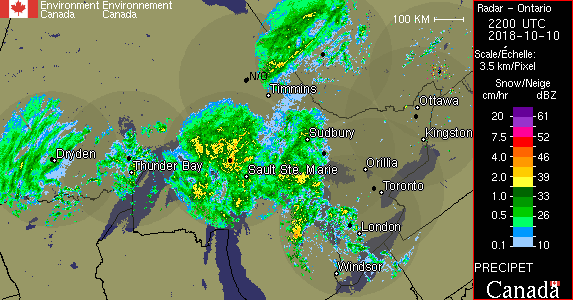 Environment Environnement
Canada Canada
Radar - Ontario
2200 UTC
2018-10-10
100 KM
Scale/Échelle:
3.5 km/Pixel
N/O
Timmins
Snow/Neige
cm/hr dBZ
Ottawa
20 61
7.5 52
Sudbury
Kingston
4.0 46
Dryden
Thunder Bay
Sault Ste. Marie
Orillia
2.0 39
1.0 33
Toronto
0.5 26
London
0.1 10
Windsor
PRECIPET
Canada